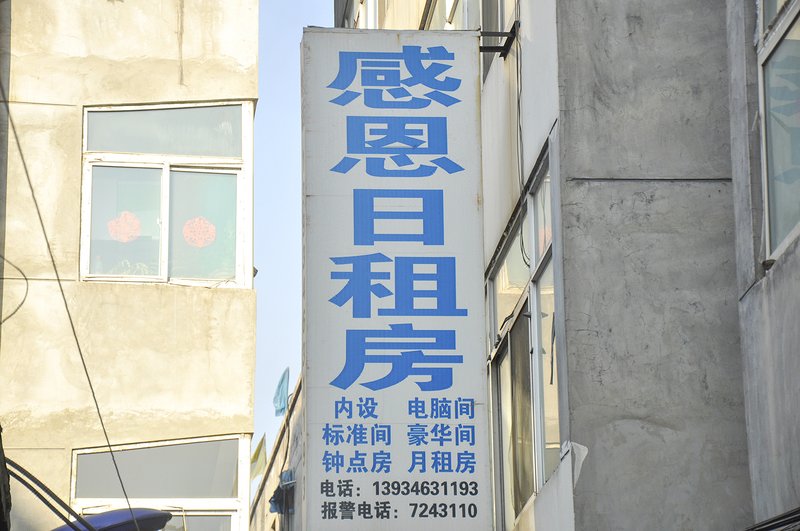 感恩日租房
内设 电脑间
标准间 豪华间
钟点房 月租房
电话：13934631193
报警电话：7243110